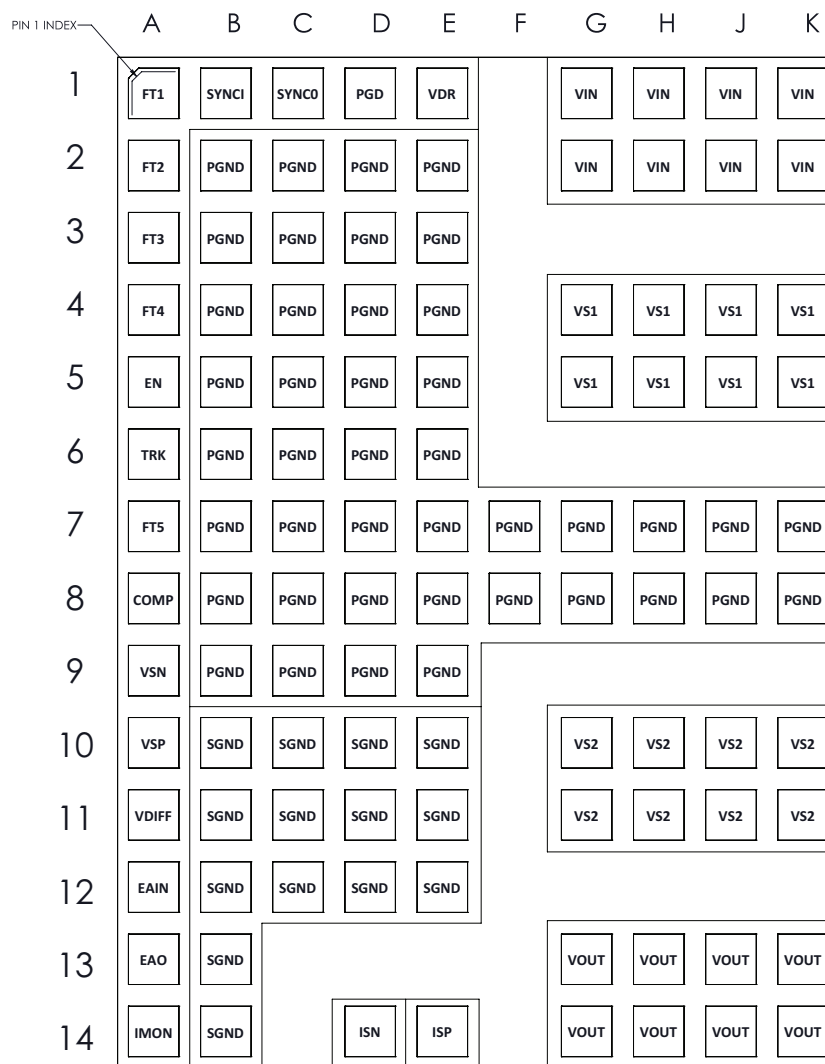 PIN 1 INDEX A B C D E F G H J K
1 FT1 SYNCI SYNC0 PGD VDR VIN VIN VIN VIN
2 FT2 PGND PGND PGND PGND VIN VIN VIN VIN
3 FT3 PGND PGND PGND PGND
4 FT4 PGND PGND PGND PGND VS1 VS1 VS1 VS1
5 EN PGND PGND PGND PGND VS1 VS1 VS1 VS1
6 TRK PGND PGND PGND PGND
7 FT5 PGND PGND PGND PGND PGND PGND PGND PGND PGND
8 COMP PGND PGND PGND PGND PGND PGND PGND PGND PGND
9 VSN PGND PGND PGND PGND
10 VSP SGND SGND SGND SGND VS2 VS2 VS2 VS2
11 VDIFF SGND SGND SGND SGND VS2 VS2 VS2 VS2
12 EAIN SGND SGND SGND SGND
13 EAO SGND VOUT VOUT VOUT VOUT
14 IMON SGND ISN ISP VOUT VOUT VOUT VOUT